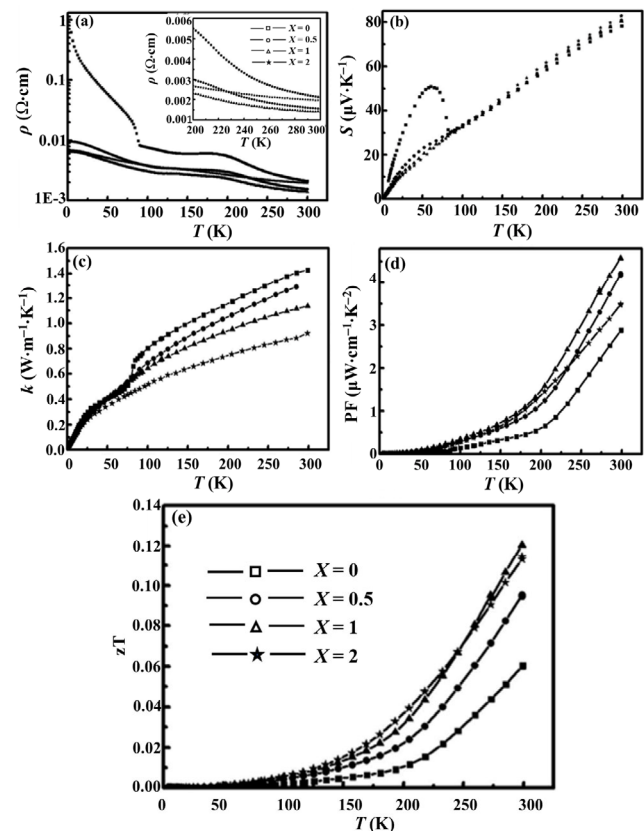 (a)
ρ (Ω·cm)
1
0.1
0.01
1E-3
0 50 100 150 200 250 300
T (K)
ρ (Ω·cm)
0.006
0.005
0.004
0.003
0.002
0.001
200 220 240 260 280 300
T (K)
X = 0
X = 0.5
X = 1
X = 2
(b)
S (μV·K⁻¹)
80
60
40
20
0
0 50 100 150 200 250 300
T (K)
(c)
k (W·m⁻¹·K⁻¹)
1.6
1.4
1.2
1.0
0.8
0.6
0.4
0.2
0.0
0 50 100 150 200 250 300
T (K)
(d)
PF (μW·cm⁻¹·K⁻²)
4
3
2
1
0
0 50 100 150 200 250 300
T (K)
(e)
zT
0.14
0.12
0.10
0.08
0.06
0.04
0.02
0.00
0 50 100 150 200 250 300
T (K)
X = 0
X = 0.5
X = 1
X = 2